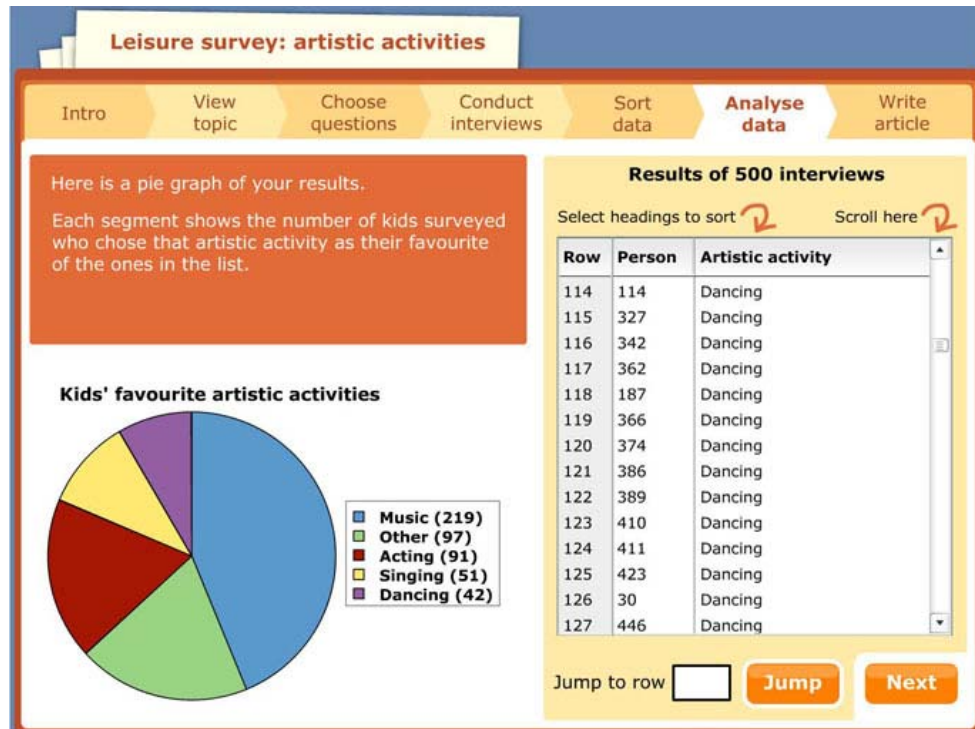 Leisure survey: artistic activities
Intro
View
topic
Choose
questions
Conduct
interviews
Sort
data
Analyse
data
Write
article
Here is a pie graph of your results.
Each segment shows the number of kids surveyed
who chose that artistic activity as their favourite
of the ones in the list.
Kids' favourite artistic activities
Music (219)
Other (97)
Acting (91)
Singing (51)
Dancing (42)
Results of 500 interviews
Select headings to sort
Scroll here
Row Person Artistic activity
114 114 Dancing
115 327 Dancing
116 342 Dancing
117 362 Dancing
118 187 Dancing
119 366 Dancing
120 374 Dancing
121 386 Dancing
122 389 Dancing
123 410 Dancing
124 411 Dancing
125 423 Dancing
126 30 Dancing
127 446 Dancing
Jump to row
Jump
Next